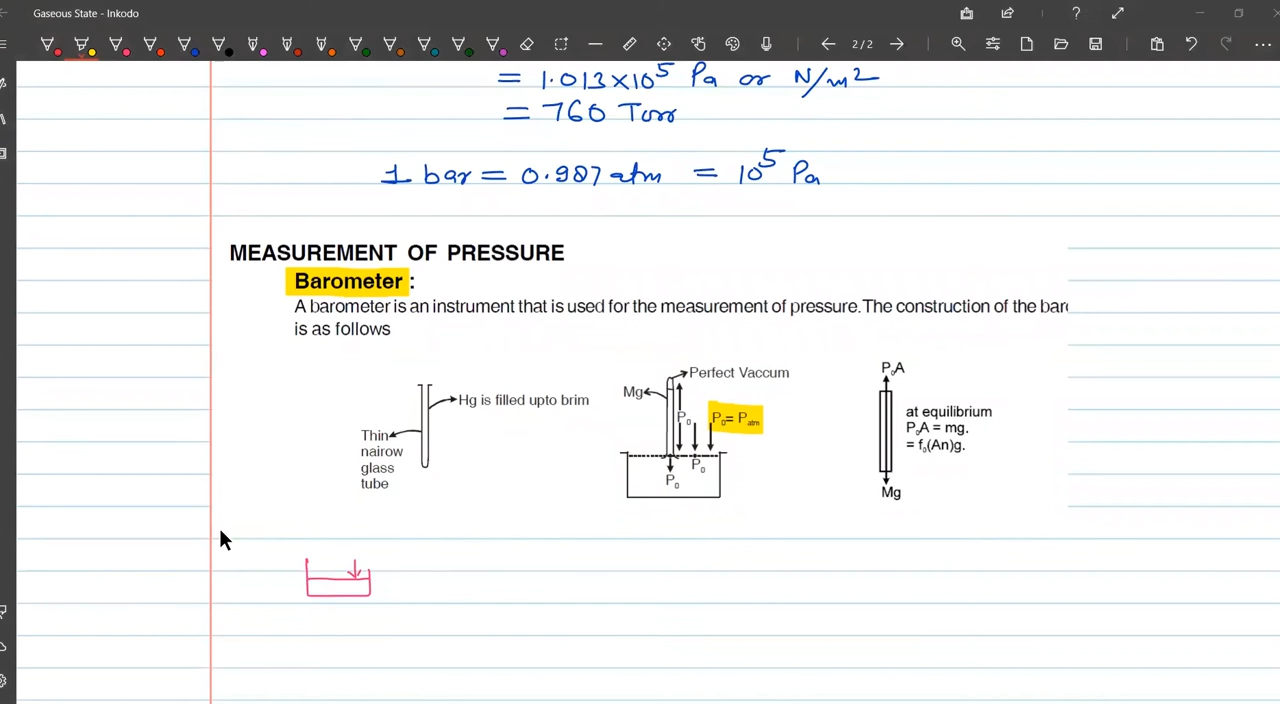 Gaseous State - Inkodo
2/2
= 1.013×10⁵ Pa or N/m²
= 760 Torr
1 bar = 0.987 atm = 10⁵ Pa
MEASUREMENT OF PRESSURE
Barometer :
A barometer is an instrument that is used for the measurement of pressure.The construction of the bar
is as follows
Hg is filled upto brim
Thin
nairow
glass
tube
Perfect Vaccum
Mg
P₀
P₀= Pₐₜₘ
P₀
P₀
P₀A
at equilibrium
P₀A = mg.
= f₀(An)g.
Mg